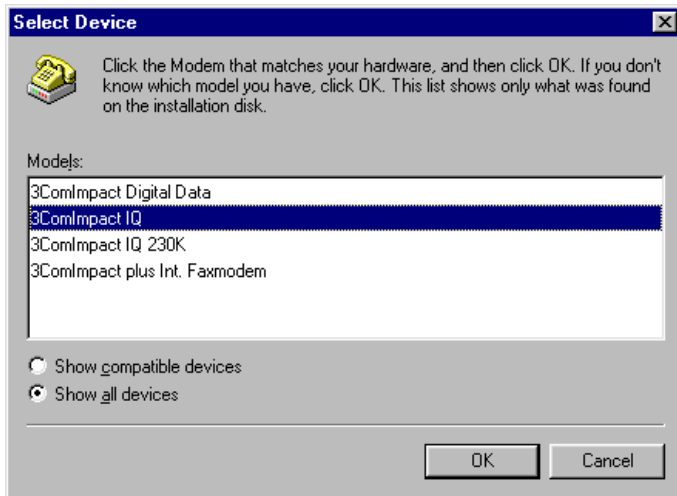 Select Device
Click the Modem that matches your hardware, and then click OK. If you don't
know which model you have, click OK. This list shows only what was found
on the installation disk.
Models:
3ComImpact Digital Data
3ComImpact IQ
3ComImpact IQ 230K
3ComImpact plus Int. Faxmodem
Show compatible devices
Show all devices
OK Cancel